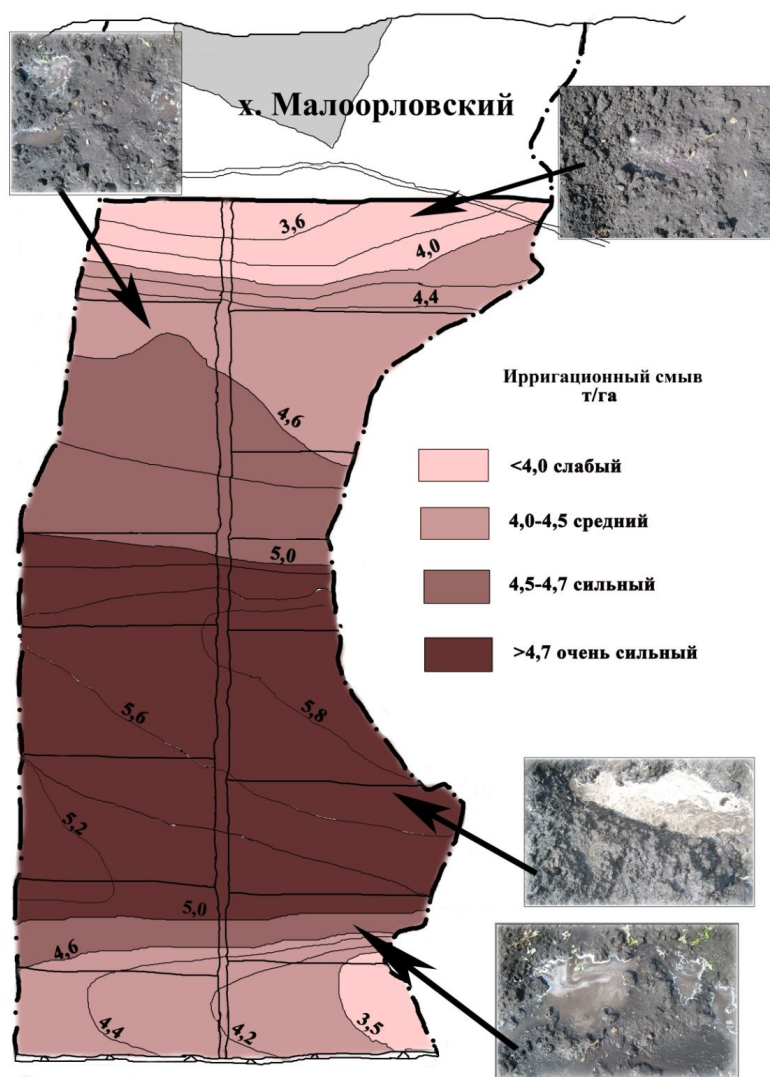 х. Малоорловский
3,6
4,0
4,4
4,6
Ирригационный смыв
т/га
<4,0 слабый
4,0-4,5 средний
4,5-4,7 сильный
>4,7 очень сильный
5,0
5,6
5,8
5,2
5,0
4,6
4,4
4,2
3,5